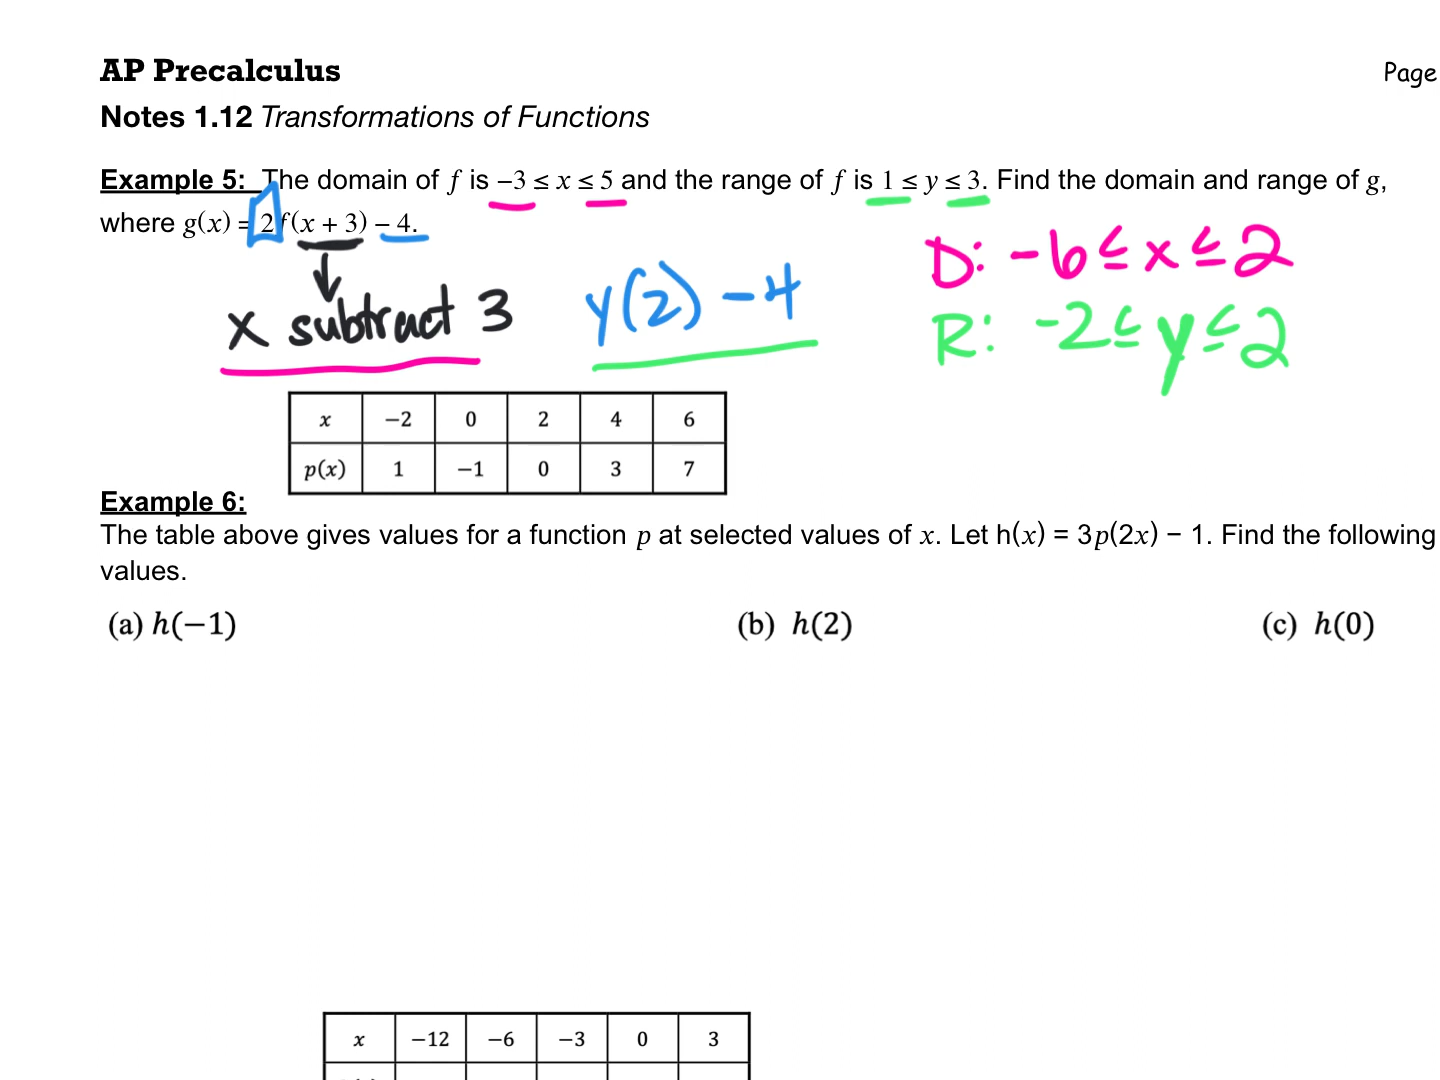 AP Precalculus
Page
Notes 1.12 Transformations of Functions
Example 5: The domain of f is −3 ≤ x ≤ 5 and the range of f is 1 ≤ y ≤ 3. Find the domain and range of g,
where g(x) = 2f(x + 3) − 4.
D: -6 ≤ x ≤ 2
x subtract 3
y(2) - 4
R: -2 ≤ y ≤ 2
x −2 0 2 4 6
p(x) 1 −1 0 3 7
Example 6:
The table above gives values for a function p at selected values of x. Let h(x) = 3p(2x) − 1. Find the following
values.
(a) h(−1) (b) h(2) (c) h(0)
x −12 −6 −3 0 3